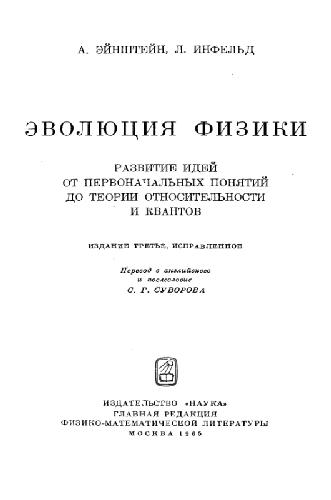 А. ЭЙНШТЕЙН, Л. ИНФЕЛЬД
ЭВОЛЮЦИЯ ФИЗИКИ
РАЗВИТИЕ ИДЕЙ
ОТ ПЕРВОНАЧАЛЬНЫХ ПОНЯТИЙ
ДО ТЕОРИИ ОТНОСИТЕЛЬНОСТИ
И КВАНТОВ
ИЗДАНИЕ ТРЕТЬЕ, ИСПРАВЛЕННОЕ
Перевод с английского
и послесловие
С. Г. СУВОРОВА
ИЗДАТЕЛЬСТВО «НАУКА»
ГЛАВНАЯ РЕДАКЦИЯ
ФИЗИКО-МАТЕМАТИЧЕСКОЙ ЛИТЕРАТУРЫ
МОСКВА 1965